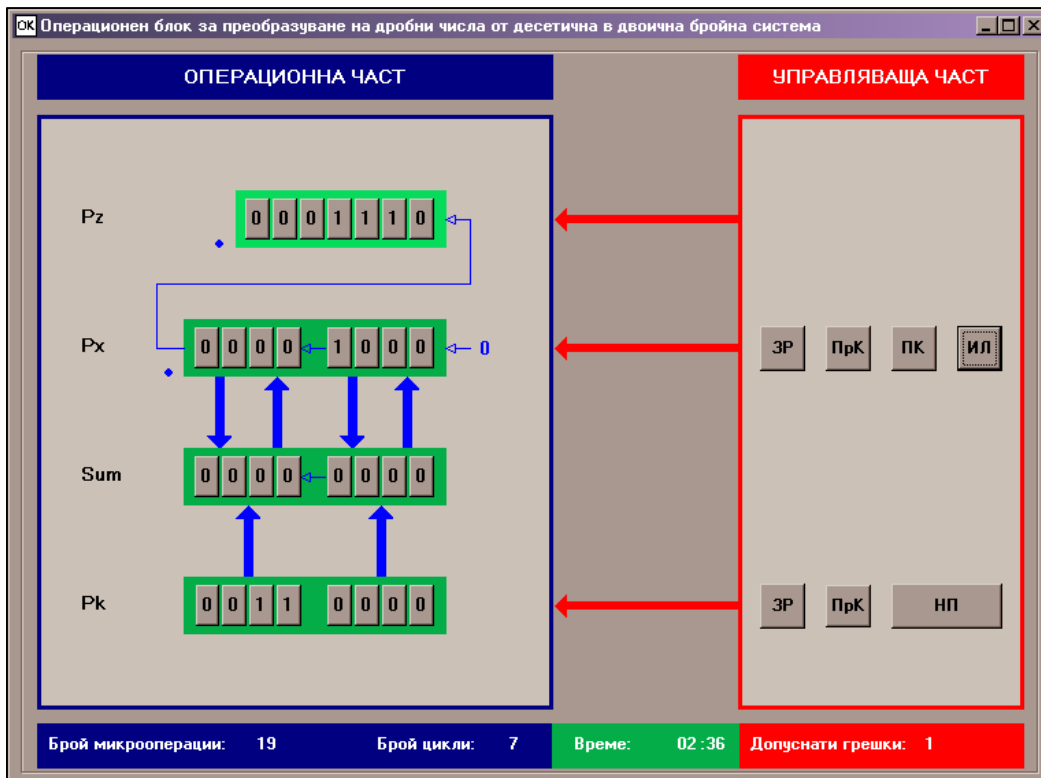 OK Операционен блок за преобразуване на дробни числа от десетична в двоична бройна система
ОПЕРАЦИОННА ЧАСТ
УПРАВЛЯВАЩА ЧАСТ
Pz 0 0 0 1 1 1 0
Px 0 0 0 0 1 0 0 0 0
ЗР ПрК ПК ИЛ
Sum 0 0 0 0 0 0 0 0
Pk 0 0 1 1 0 0 0 0
ЗР ПрК НП
Брой микрооперации: 19 Брой цикли: 7 Време: 02:36 Допуснати грешки: 1